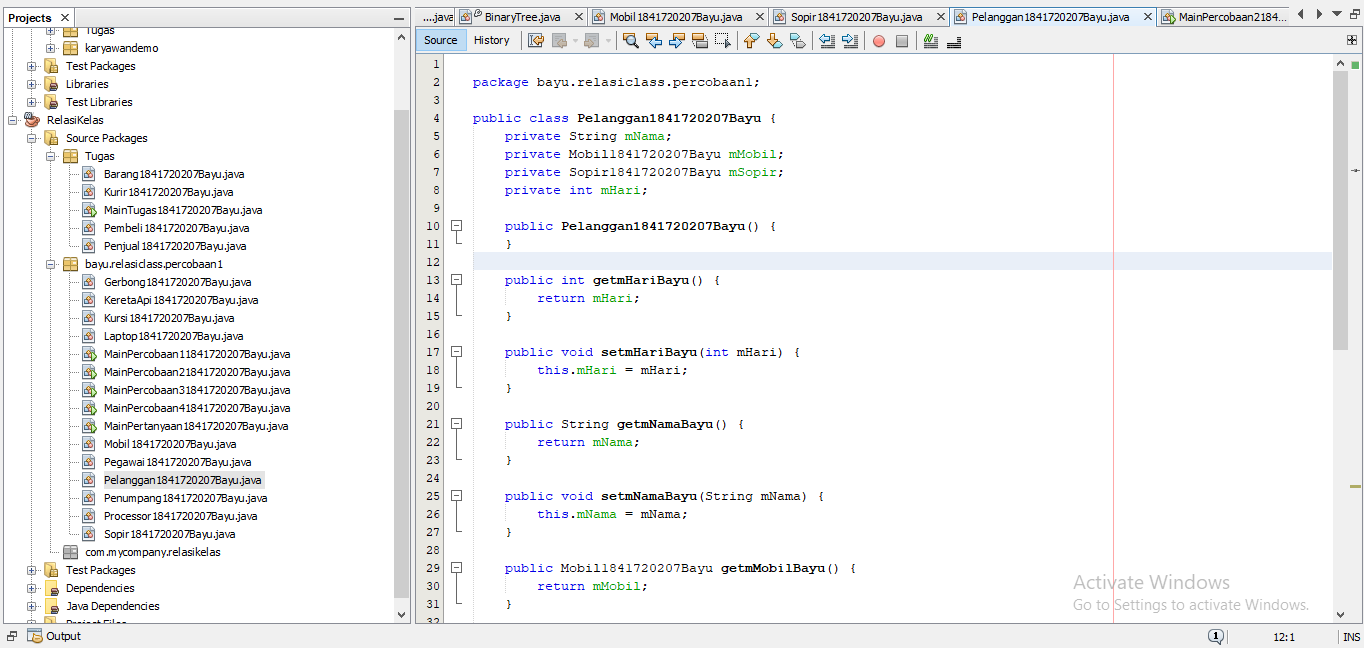 Projects
Tugas
karyawandemo
Test Packages
Libraries
Test Libraries
RelasiKelas
Source Packages
Tugas
Barang1841720207Bayu.java
Kurir1841720207Bayu.java
MainTugas1841720207Bayu.java
Pembeli1841720207Bayu.java
Penjual1841720207Bayu.java
bayu.relasiclass.percobaan1
Gerbong1841720207Bayu.java
KeretaApi1841720207Bayu.java
Kursi1841720207Bayu.java
Laptop1841720207Bayu.java
MainPercobaan11841720207Bayu.java
MainPercobaan21841720207Bayu.java
MainPercobaan31841720207Bayu.java
MainPercobaan41841720207Bayu.java
MainPertanyaan1841720207Bayu.java
Mobil1841720207Bayu.java
Pegawai1841720207Bayu.java
Pelanggan1841720207Bayu.java
Penumpang1841720207Bayu.java
Processor1841720207Bayu.java
Sopir1841720207Bayu.java
com.mycompany.relasikelas
Test Packages
Dependencies
Java Dependencies
Project Files
Output
...java BinaryTree.java Mobil1841720207Bayu.java Sopir1841720207Bayu.java Pelanggan1841720207Bayu.java MainPercobaan2184...
Source History
1
2 package bayu.relasiclass.percobaan1;
3
4 public class Pelanggan1841720207Bayu {
5 private String mNama;
6 private Mobil1841720207Bayu mMobil;
7 private Sopir1841720207Bayu mSopir;
8 private int mHari;
9
10 public Pelanggan1841720207Bayu() {
11 }
12
13 public int getmHariBayu() {
14 return mHari;
15 }
16
17 public void setmHariBayu(int mHari) {
18 this.mHari = mHari;
19 }
20
21 public String getmNamaBayu() {
22 return mNama;
23 }
24
25 public void setmNamaBayu(String mNama) {
26 this.mNama = mNama;
27 }
28
29 public Mobil1841720207Bayu getmMobilBayu() {
30 return mMobil;
31 }
32
Activate Windows
Go to Settings to activate Windows.
1
12:1 INS